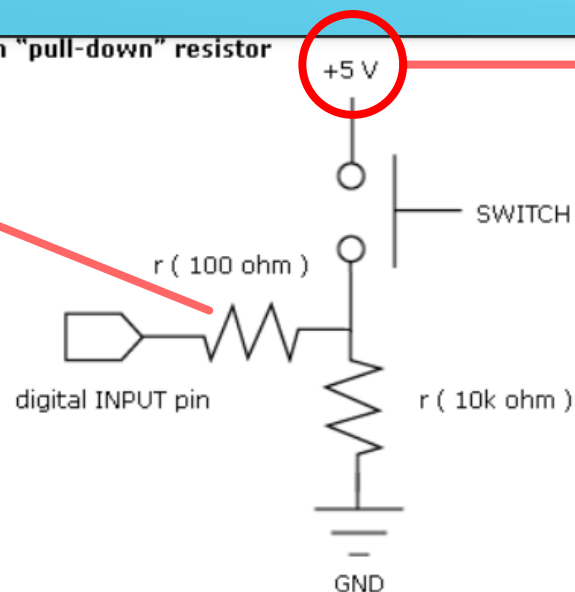 "pull-down" resistor
+5 V
SWITCH
r ( 100 ohm )
digital INPUT pin
r ( 10k ohm )
GND